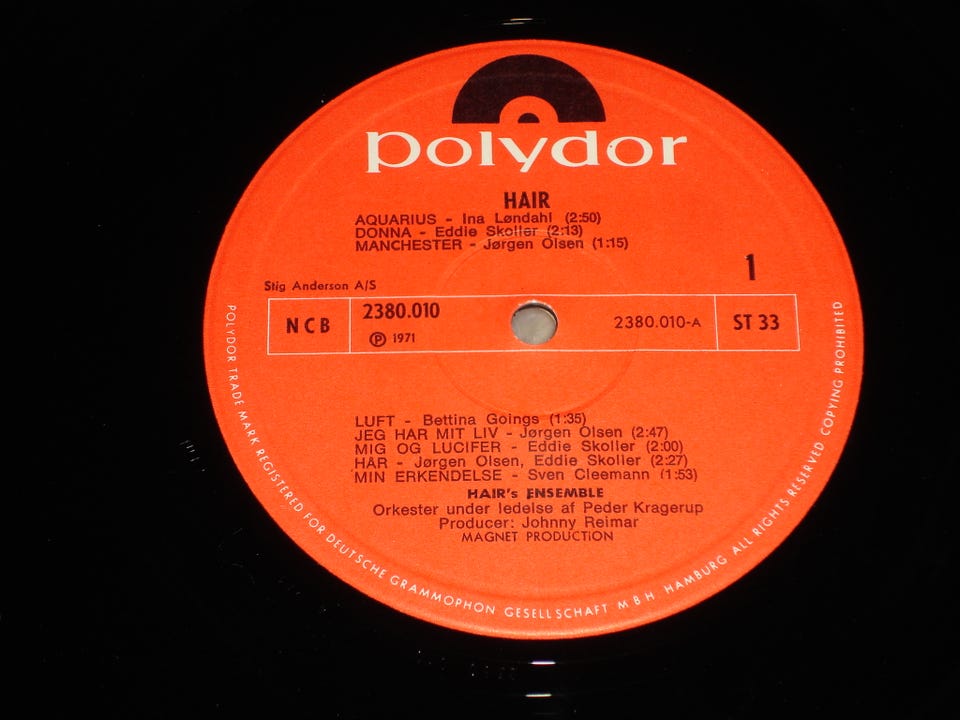 polydor
HAIR
AQUARIUS - Ina Løndahl (2:50)
DONNA - Eddie Skoller (2:13)
MANCHESTER - Jørgen Olsen (1:15)
1
Stig Anderson A/S
NCB
2380.010
Ⓟ 1971
2380.010-A
ST 33
LUFT - Bettina Goings (1:35)
JEG HAR MIT LIV - Jørgen Olsen (2:47)
MIG OG LUCIFER - Eddie Skoller (2:00)
HÅR - Jørgen Olsen, Eddie Skoller (2:27)
MIN ERKENDELSE - Sven Cleemann (1:53)
HAIR's ENSEMBLE
Orkester under ledelse af Peder Kragerup
Producer: Johnny Reimar
MAGNET PRODUCTION
POLYDOR TRADE MARK REGISTERED FOR DEUTSCHE GRAMMOPHON GESELLSCHAFT MBH HAMBURG ALL RIGHTS RESERVED COPYING PROHIBITED